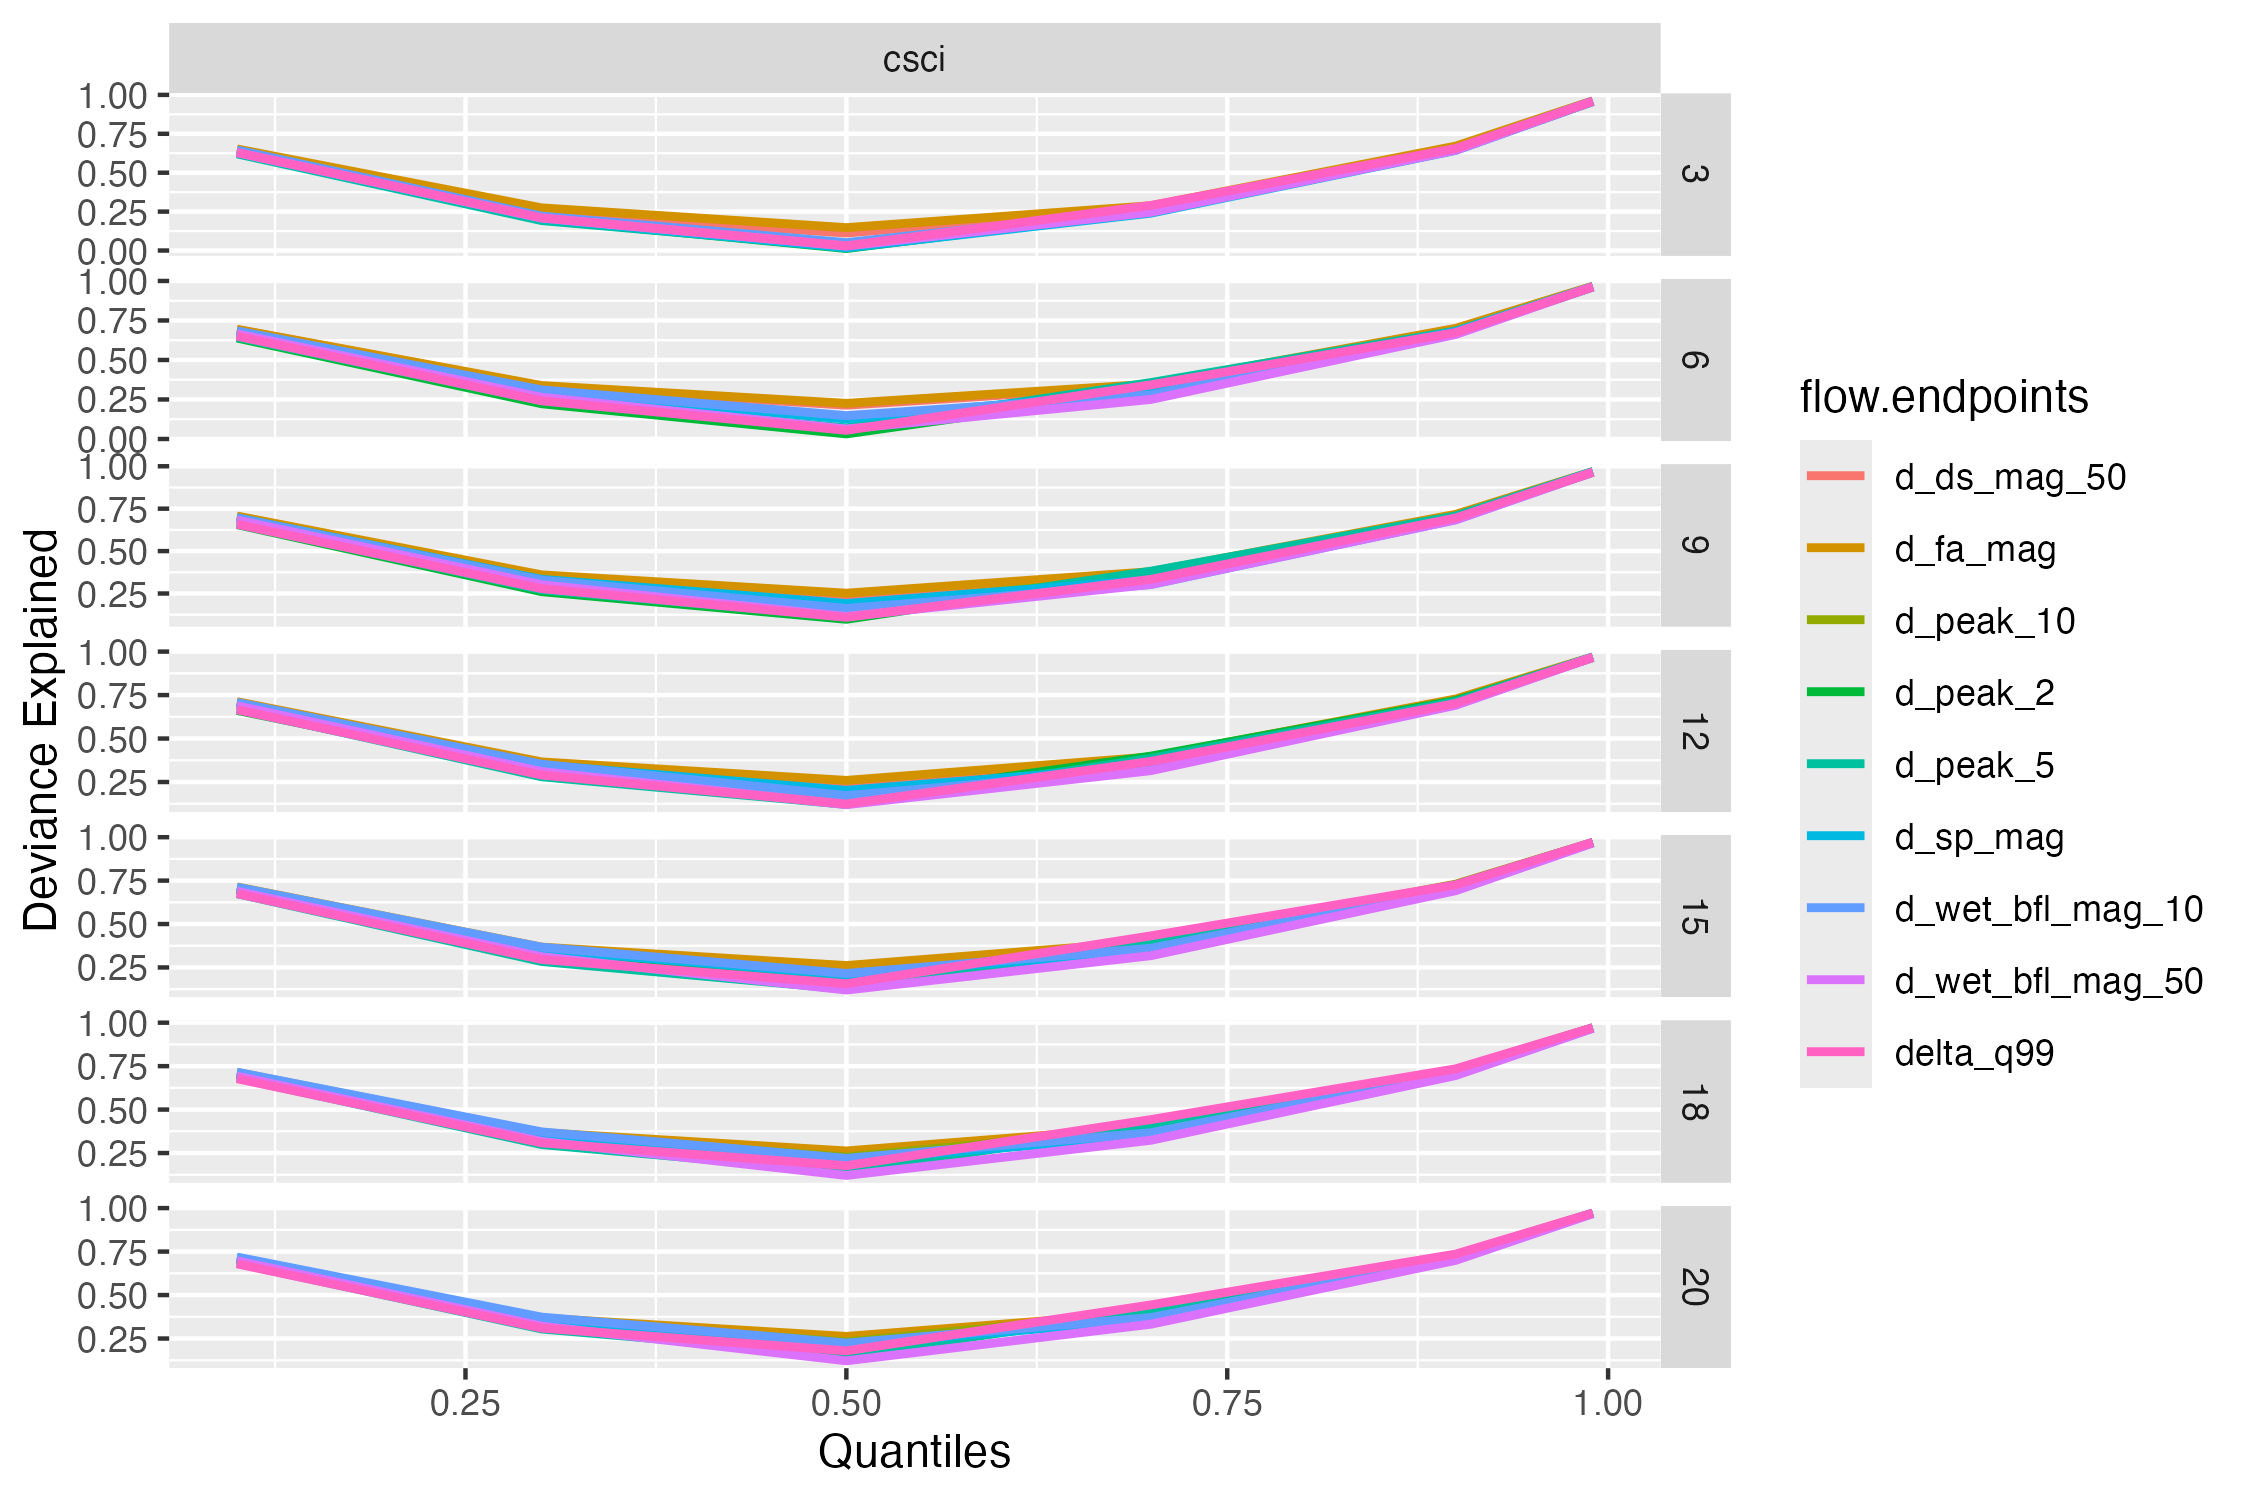 csci
Deviance Explained
1.00
0.75
0.50
0.25
0.00
3
1.00
0.75
0.50
0.25
0.00
6
1.00
0.75
0.50
0.25
9
1.00
0.75
0.50
0.25
12
1.00
0.75
0.50
0.25
15
1.00
0.75
0.50
0.25
18
1.00
0.75
0.50
0.25
20
0.25 0.50 0.75 1.00
Quantiles
flow.endpoints
d_ds_mag_50
d_fa_mag
d_peak_10
d_peak_2
d_peak_5
d_sp_mag
d_wet_bfl_mag_10
d_wet_bfl_mag_50
delta_q99